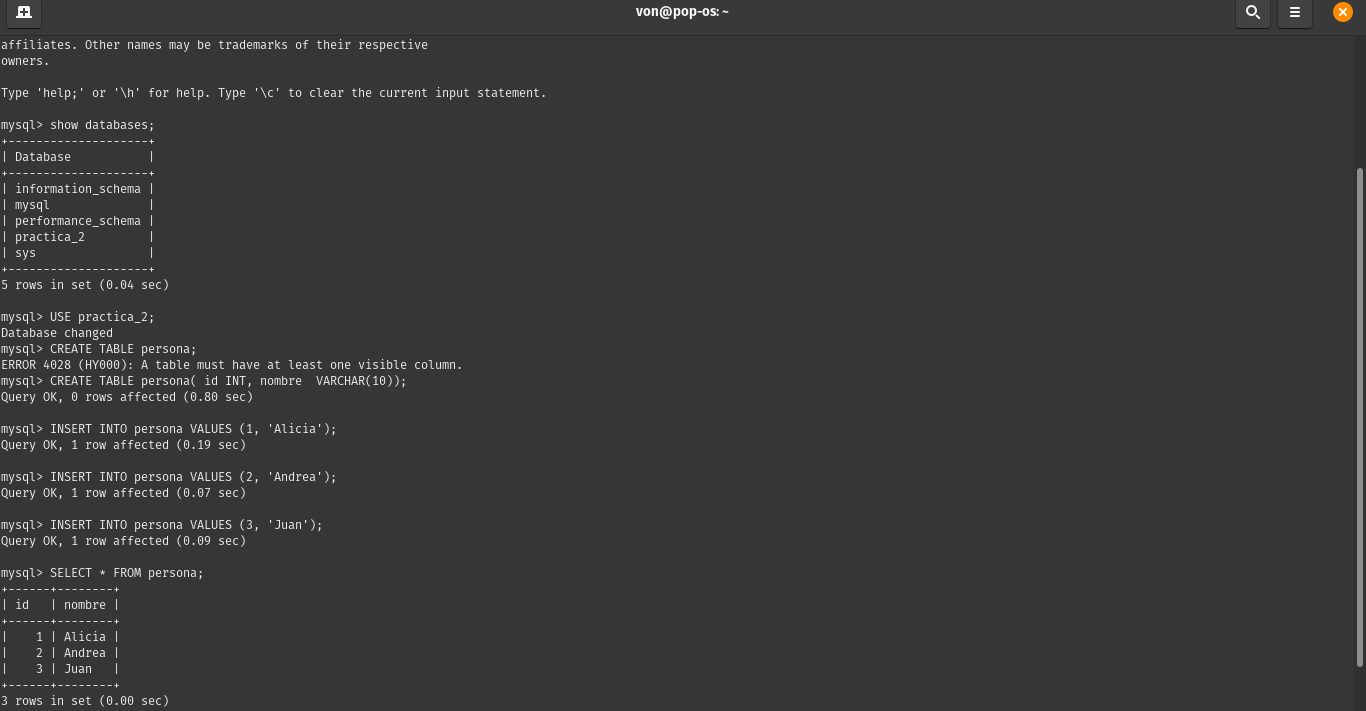 von@pop-os: ~
affiliates. Other names may be trademarks of their respective
owners.
Type 'help;' or '\h' for help. Type '\c' to clear the current input statement.
mysql> show databases;
+--------------------+
| Database           |
+--------------------+
| information_schema |
| mysql              |
| performance_schema |
| practica_2         |
| sys                |
+--------------------+
5 rows in set (0.04 sec)
mysql> USE practica_2;
Database changed
mysql> CREATE TABLE persona;
ERROR 4028 (HY000): A table must have at least one visible column.
mysql> CREATE TABLE persona( id INT, nombre  VARCHAR(10));
Query OK, 0 rows affected (0.80 sec)
mysql> INSERT INTO persona VALUES (1, 'Alicia');
Query OK, 1 row affected (0.19 sec)
mysql> INSERT INTO persona VALUES (2, 'Andrea');
Query OK, 1 row affected (0.07 sec)
mysql> INSERT INTO persona VALUES (3, 'Juan');
Query OK, 1 row affected (0.09 sec)
mysql> SELECT * FROM persona;
+------+--------+
| id   | nombre |
+------+--------+
|    1 | Alicia |
|    2 | Andrea |
|    3 | Juan   |
+------+--------+
3 rows in set (0.00 sec)